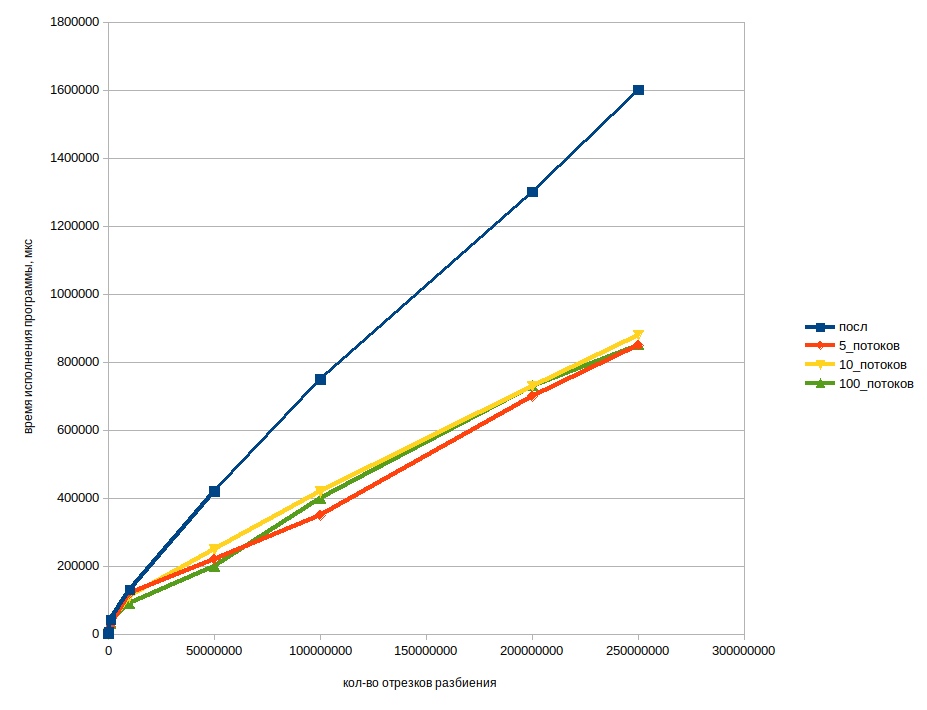 1800000
1600000
1400000
1200000
1000000
800000
600000
400000
200000
0
время исполнения программы, мкс
0 50000000 100000000 150000000 200000000 250000000 300000000
кол-во отрезков разбиения
посл
5_потоков
10_потоков
100_потоков